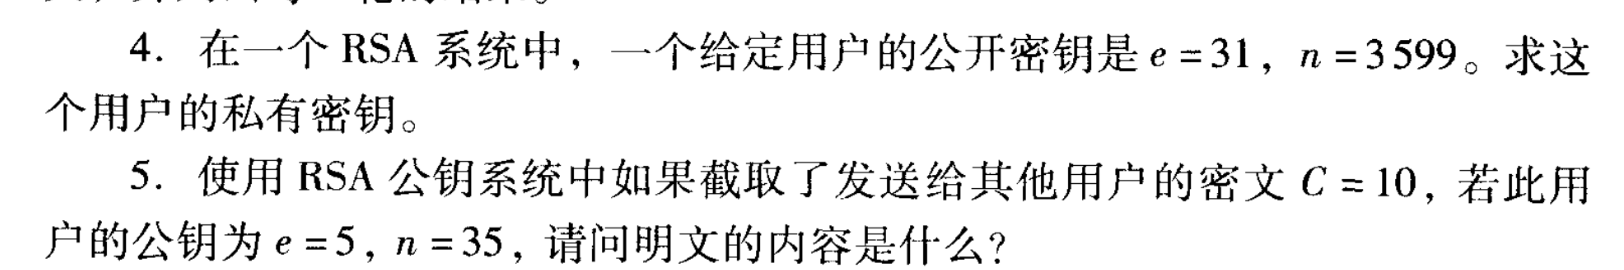 4. 在一个 RSA 系统中，一个给定用户的公开密钥是 e = 31，n = 3 599。求这
个用户的私有密钥。
5. 使用 RSA 公钥系统中如果截取了发送给其他用户的密文 C = 10，若此用
户的公钥为 e = 5，n = 35，请问明文的内容是什么?